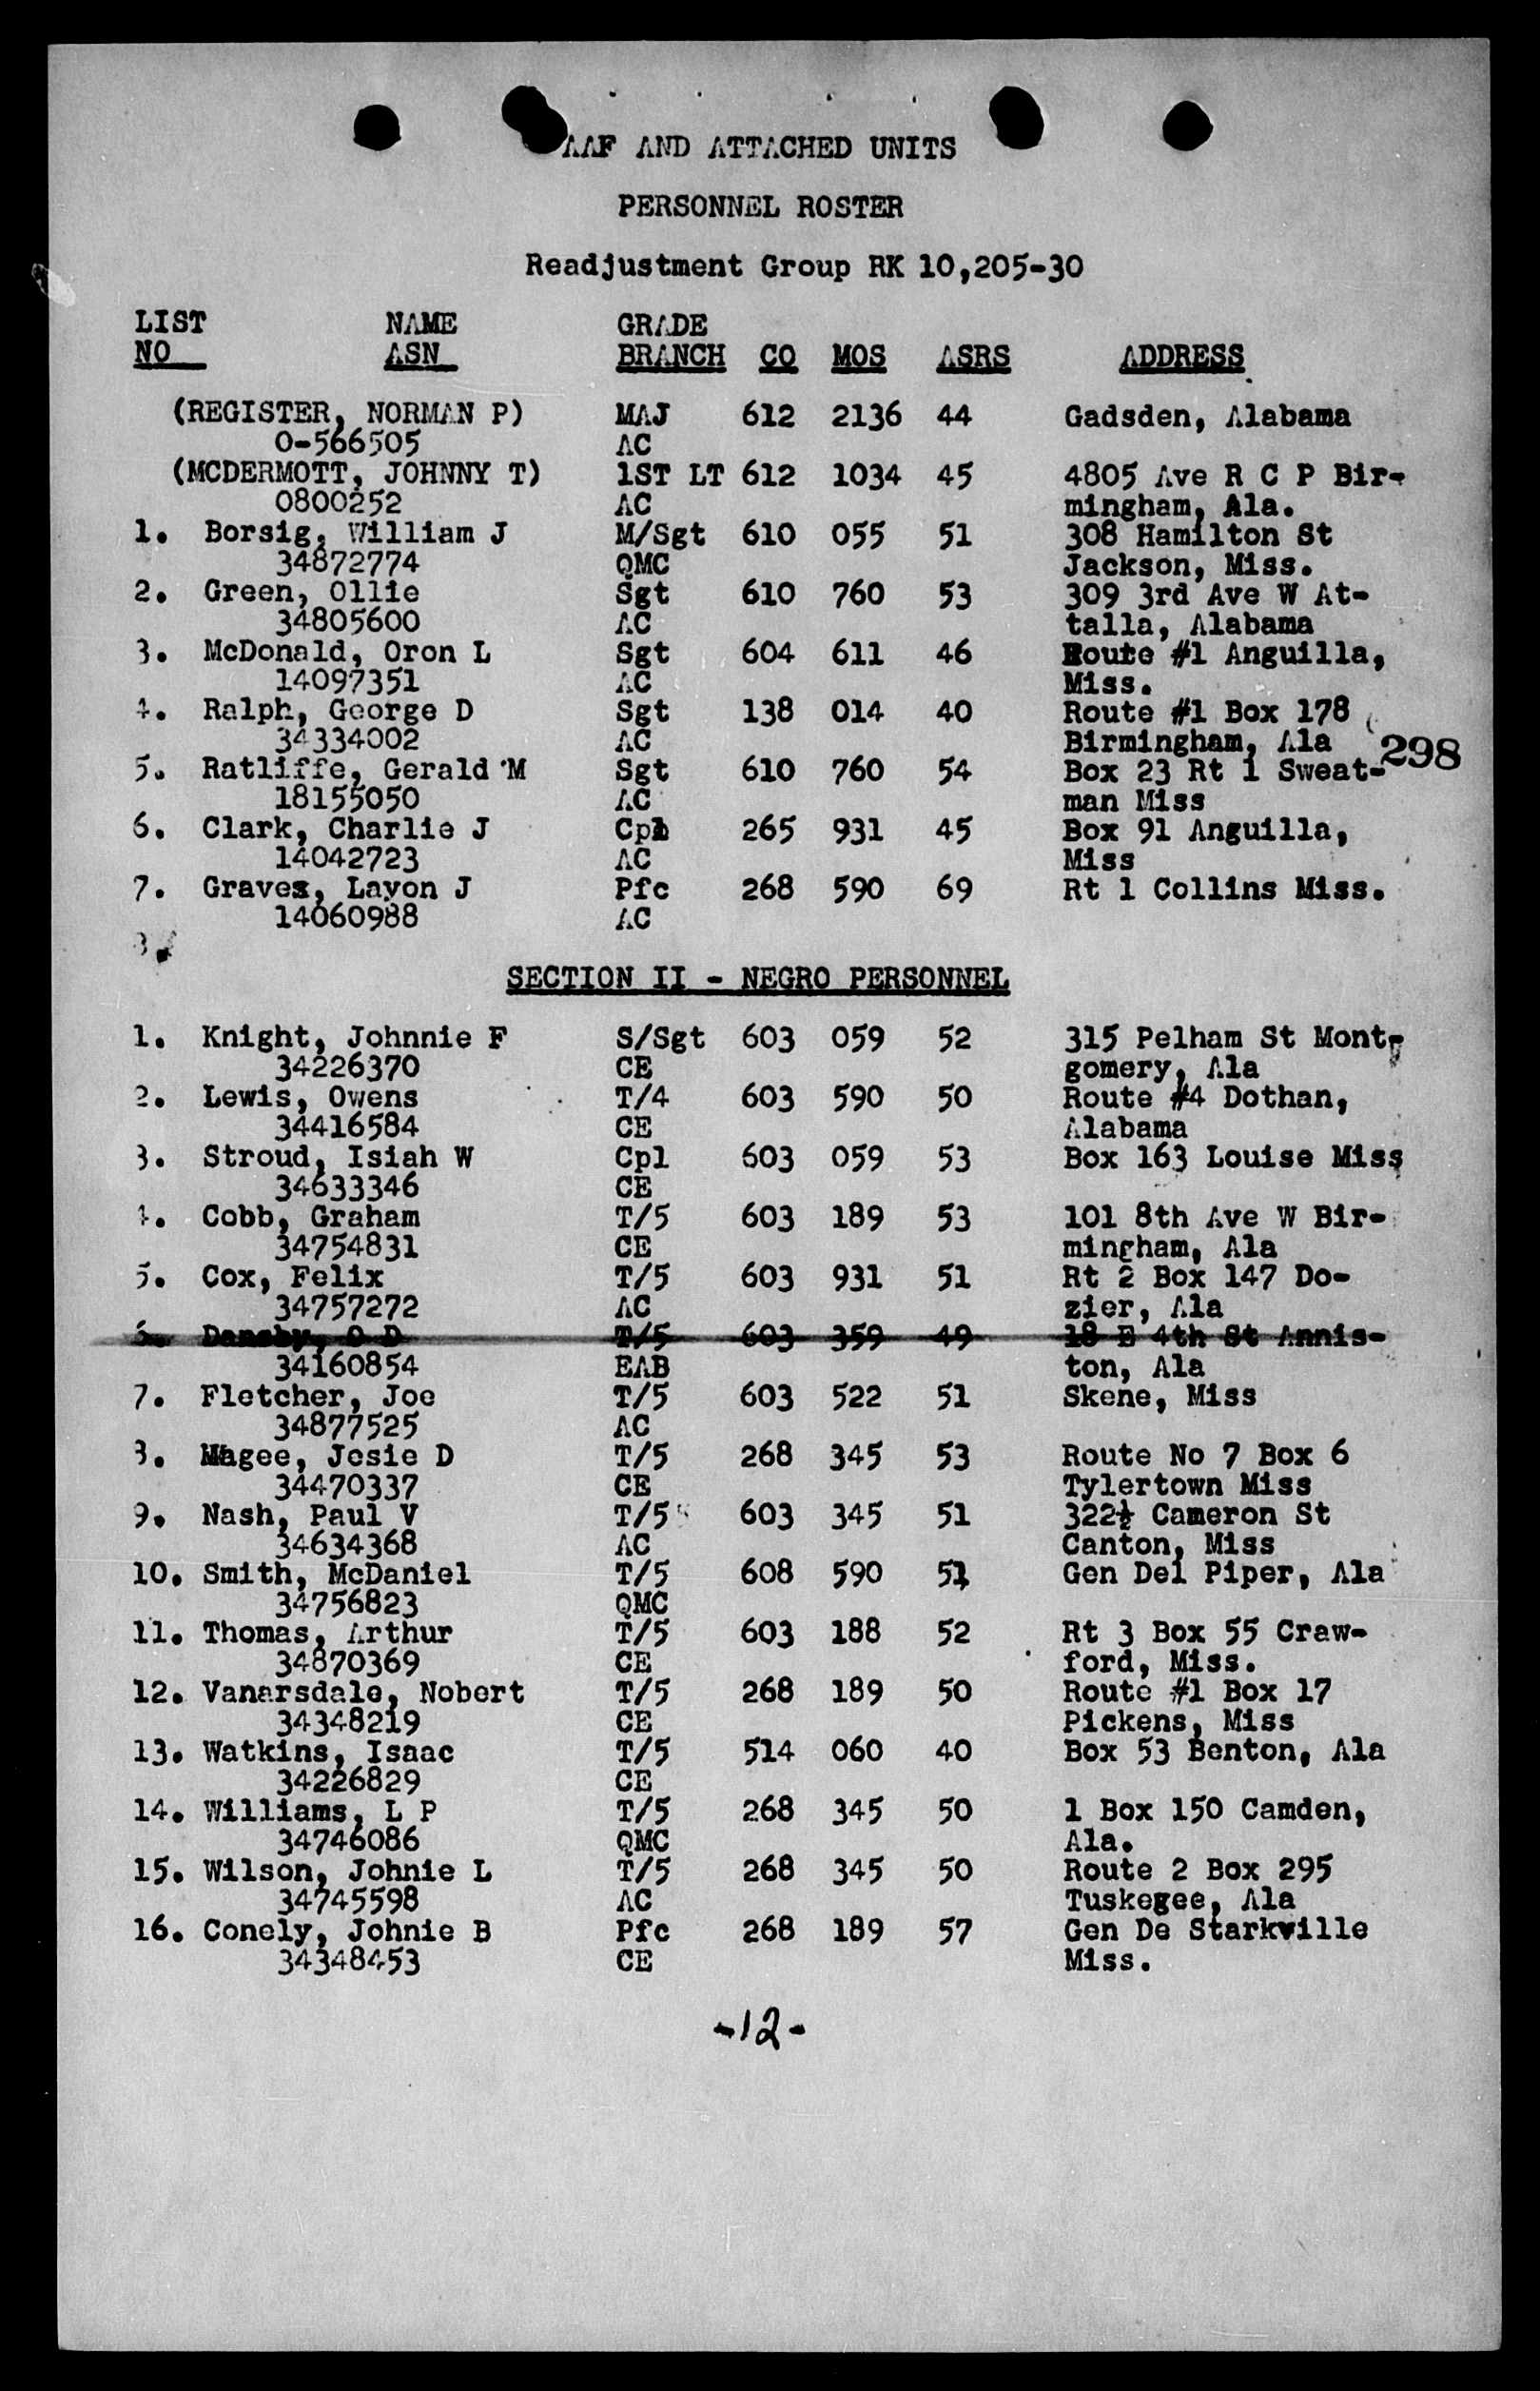 AAF AND ATTACHED UNITS
PERSONNEL ROSTER
Readjustment Group RK 10,205-30
LIST NAME GRADE
NO ASN BRANCH CO MOS ASRS ADDRESS
(REGISTER, NORMAN P) MAJ 612 2136 44 Gadsden, Alabama
O-566505 AC
(MCDERMOTT, JOHNNY T) 1ST LT 612 1034 45 4805 Ave R C P Bir-
0800252 AC mingham, Ala.
1. Borsig, William J M/Sgt 610 055 51 308 Hamilton St
34872774 QMC Jackson, Miss.
2. Green, Ollie Sgt 610 760 53 309 3rd Ave W At-
34805600 AC talla, Alabama
3. McDonald, Oron L Sgt 604 611 46 Route #1 Anguilla,
14097351 AC Miss.
4. Ralph, George D Sgt 138 014 40 Route #1 Box 178
34334002 AC Birmingham, Ala 298
5. Ratliffe, Gerald M Sgt 610 760 54 Box 23 Rt 1 Sweat-
18155050 AC man Miss
6. Clark, Charlie J Cpl 265 931 45 Box 91 Anguilla,
14042723 AC Miss
7. Graves, Layon J Pfc 268 590 69 Rt 1 Collins Miss.
14060988 AC
SECTION II - NEGRO PERSONNEL
1. Knight, Johnnie F S/Sgt 603 059 52 315 Pelham St Mont-
34226370 CE gomery, Ala
2. Lewis, Owens T/4 603 590 50 Route #4 Dothan,
34416584 CE Alabama
3. Stroud, Isiah W Cpl 603 059 53 Box 163 Louise Miss
34633346 CE
4. Cobb, Graham T/5 603 189 53 101 8th Ave W Bir-
34754831 CE mingham, Ala
5. Cox, Felix T/5 603 931 51 Rt 2 Box 147 Do-
34757272 AC zier, Ala
6. Dansby, O D T/5 603 359 49 18 E 4th St Annis-
34160854 EAB ton, Ala
7. Fletcher, Joe T/5 603 522 51 Skene, Miss
34877525 AC
8. Magee, Josie D T/5 268 345 53 Route No 7 Box 6
34470337 CE Tylertown Miss
9. Nash, Paul V T/5 603 345 51 322½ Cameron St
34634368 AC Canton, Miss
10. Smith, McDaniel T/5 608 590 51 Gen Del Piper, Ala
34756823 QMC
11. Thomas, Arthur T/5 603 188 52 Rt 3 Box 55 Craw-
34870369 CE ford, Miss.
12. Vanarsdale, Nobert T/5 268 189 50 Route #1 Box 17
34348219 CE Pickens, Miss
13. Watkins, Isaac T/5 514 060 40 Box 53 Benton, Ala
34226829 CE
14. Williams, L P T/5 268 345 50 1 Box 150 Camden,
34746086 QMC Ala.
15. Wilson, Johnie L T/5 268 345 50 Route 2 Box 295
34745598 AC Tuskegee, Ala
16. Conely, Johnie B Pfc 268 189 57 Gen De Starkville
34348453 CE Miss.
-12-